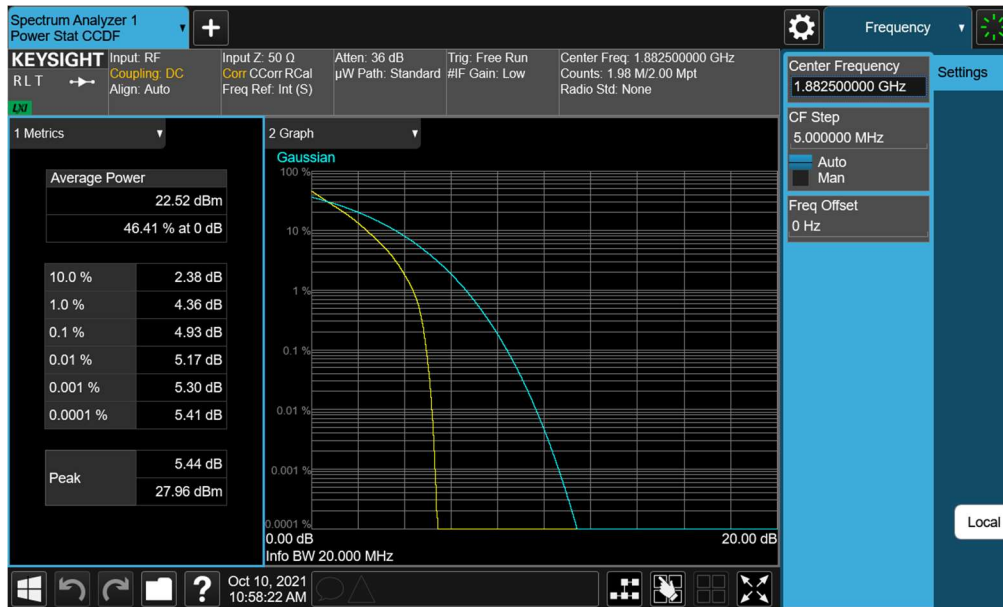 Spectrum Analyzer 1
Power Stat CCDF
▼
+
Frequency
▼
KEYSIGHT
RLT
LXI
Input: RF
Coupling: DC
Align: Auto
Input Z: 50 Ω
Corr CCorr RCal
Freq Ref: Int (S)
Atten: 36 dB
µW Path: Standard
Trig: Free Run
#IF Gain: Low
Center Freq: 1.882500000 GHz
Counts: 1.98 M/2.00 Mpt
Radio Std: None
Center Frequency
1.882500000 GHz
Settings
CF Step
5.000000 MHz
Auto
Man
Freq Offset
0 Hz
Local
1 Metrics
▼
Average Power
22.52 dBm
46.41 % at 0 dB
10.0 % 2.38 dB
1.0 % 4.36 dB
0.1 % 4.93 dB
0.01 % 5.17 dB
0.001 % 5.30 dB
0.0001 % 5.41 dB
Peak
5.44 dB
27.96 dBm
2 Graph
▼
Gaussian
100 %
10 %
1 %
0.1 %
0.01 %
0.001 %
0.0001 %
0.00 dB
20.00 dB
Info BW 20.000 MHz
?
Oct 10, 2021
10:58:22 AM